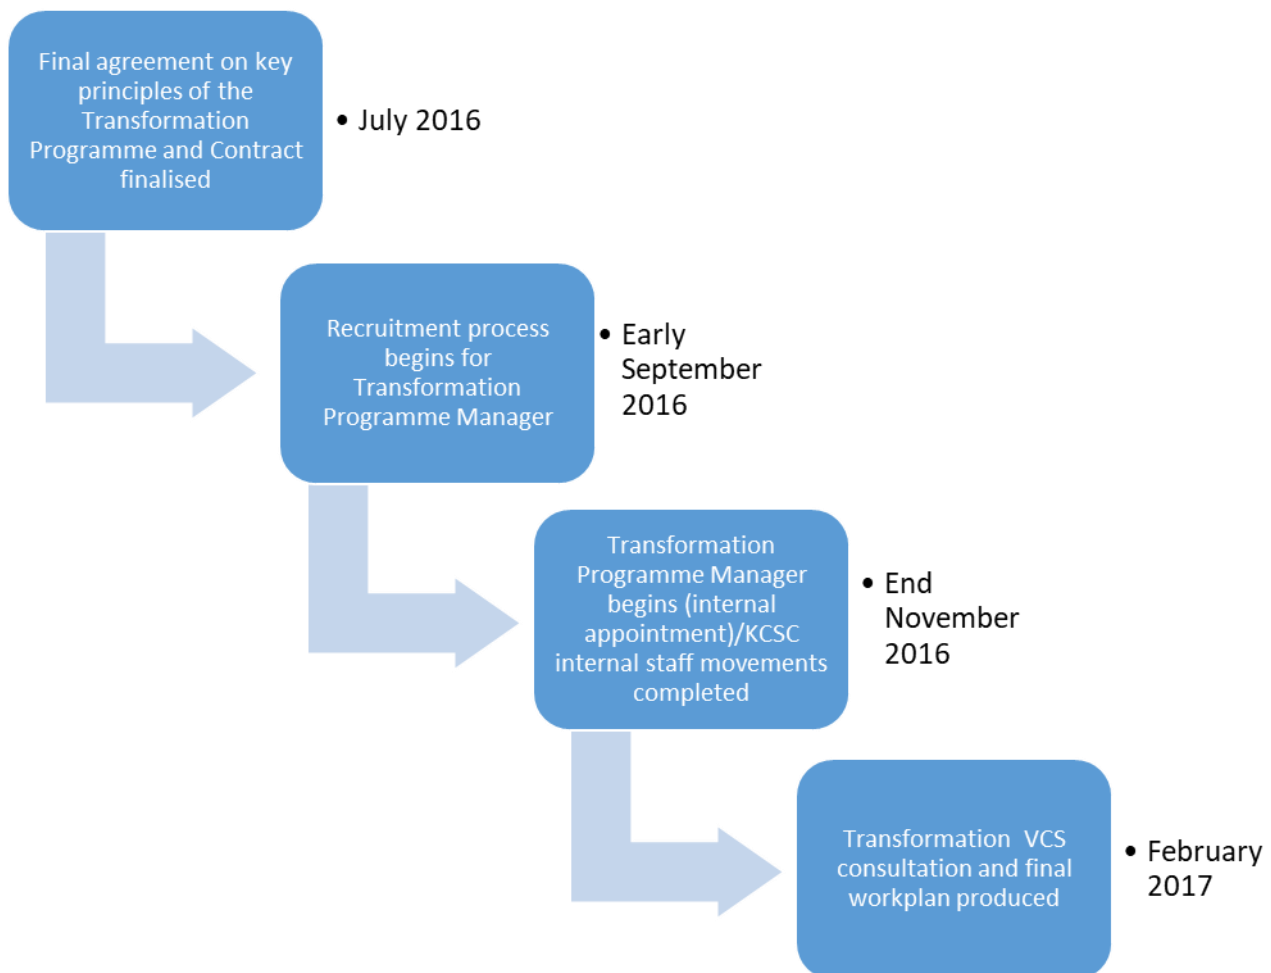 Final agreement on key
principles of the
Transformation
Programme and Contract
finalised
• July 2016
Recruitment process
begins for
Transformation
Programme Manager
• Early
September
2016
Transformation
Programme Manager
begins (internal
appointment)/KCSC
internal staff movements
completed
• End
November
2016
Transformation  VCS
consultation and final
workplan produced
• February
2017